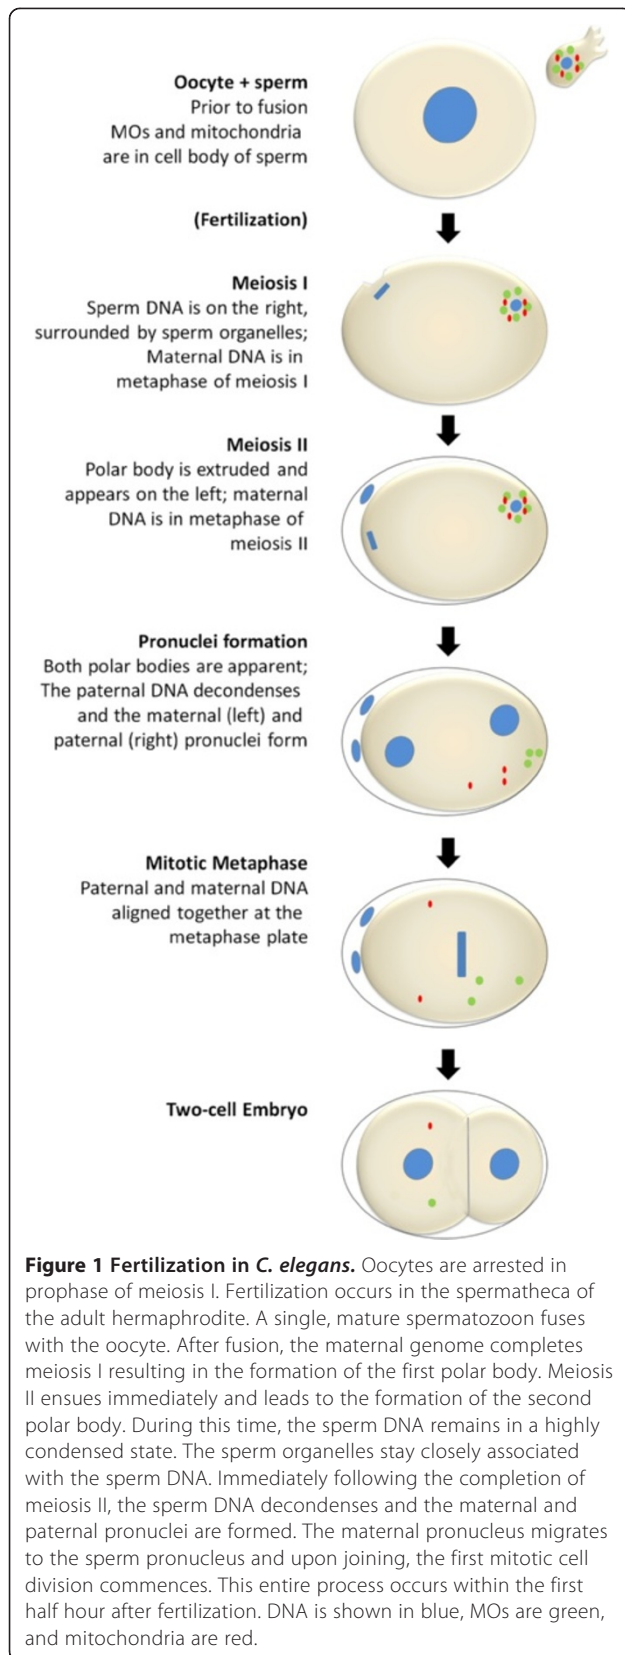 Oocyte + sperm
Prior to fusion
MOs and mitochondria
are in cell body of sperm
(Fertilization)
Meiosis I
Sperm DNA is on the right,
surrounded by sperm organelles;
Maternal DNA is in
metaphase of meiosis I
Meiosis II
Polar body is extruded and
appears on the left; maternal
DNA is in metaphase of
meiosis II
Pronuclei formation
Both polar bodies are apparent;
The paternal DNA decondenses
and the maternal (left) and
paternal (right) pronuclei form
Mitotic Metaphase
Paternal and maternal DNA
aligned together at the
metaphase plate
Two-cell Embryo
Figure 1 Fertilization in C. elegans. Oocytes are arrested in
prophase of meiosis I. Fertilization occurs in the spermatheca of
the adult hermaphrodite. A single, mature spermatozoon fuses
with the oocyte. After fusion, the maternal genome completes
meiosis I resulting in the formation of the first polar body. Meiosis
II ensues immediately and leads to the formation of the second
polar body. During this time, the sperm DNA remains in a highly
condensed state. The sperm organelles stay closely associated
with the sperm DNA. Immediately following the completion of
meiosis II, the sperm DNA decondenses and the maternal and
paternal pronuclei are formed. The maternal pronucleus migrates
to the sperm pronucleus and upon joining, the first mitotic cell
division commences. This entire process occurs within the first
half hour after fertilization. DNA is shown in blue, MOs are green,
and mitochondria are red.